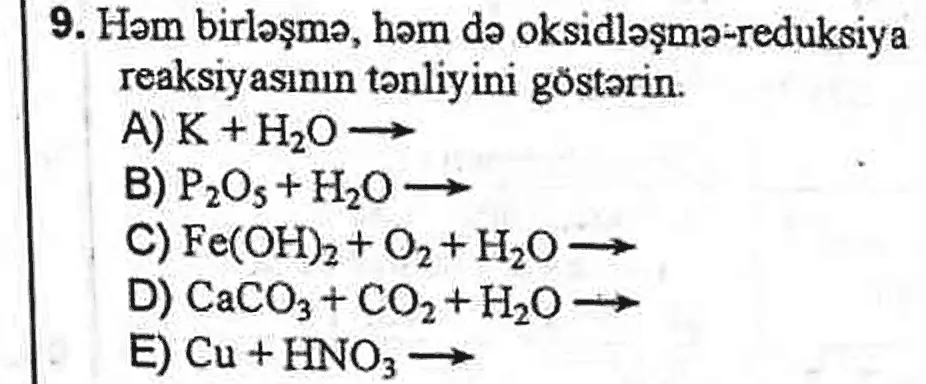 9. Həm birləşmə, həm də oksidləşmə-reduksiya
reaksiyasının tənliyini göstərin.
A) K + H₂O →
B) P₂O₅ + H₂O →
C) Fe(OH)₂ + O₂ + H₂O →
D) CaCO₃ + CO₂ + H₂O →
E) Cu + HNO₃ →